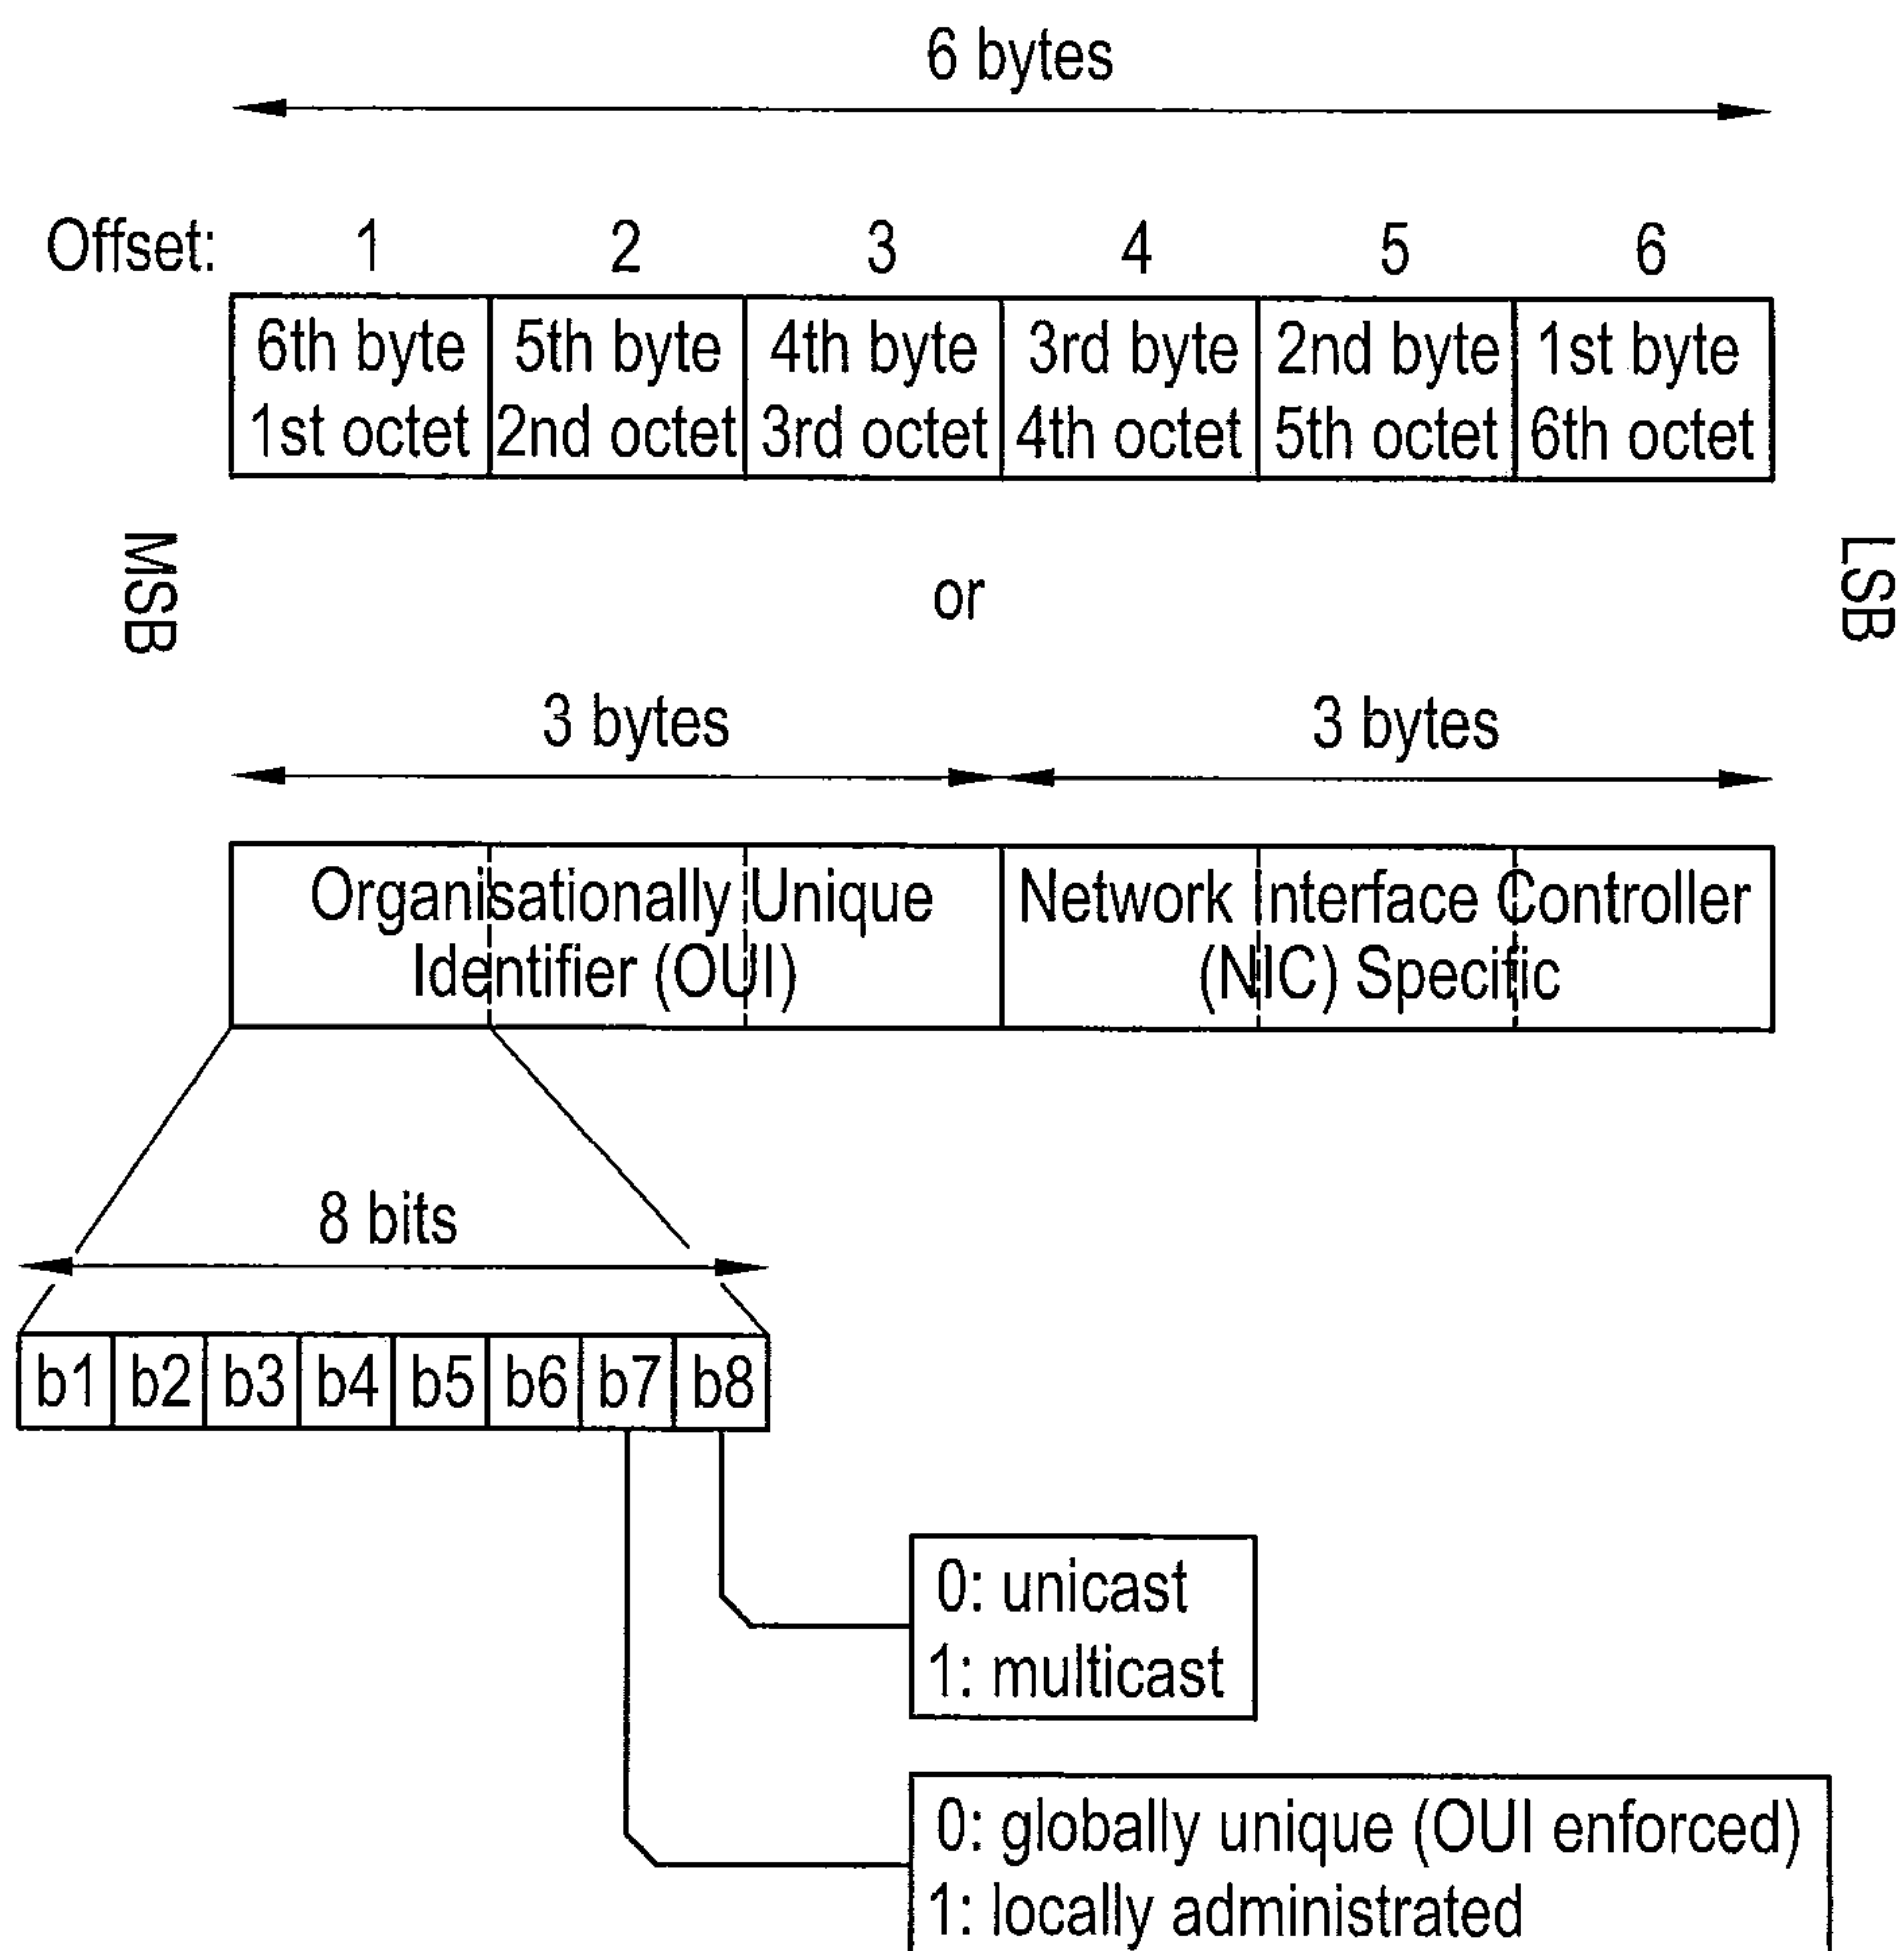 6 bytes
Offset: 1 2 3 4 5 6
6th byte 5th byte 4th byte 3rd byte 2nd byte 1st byte
1st octet 2nd octet 3rd octet 4th octet 5th octet 6th octet
MSB or LSB
3 bytes 3 bytes
Organisationally Unique Network Interface Controller
Identifier (OUI) (NIC) Specific
8 bits
b1 b2 b3 b4 b5 b6 b7 b8
0: unicast
1: multicast
0: globally unique (OUI enforced)
1: locally administrated